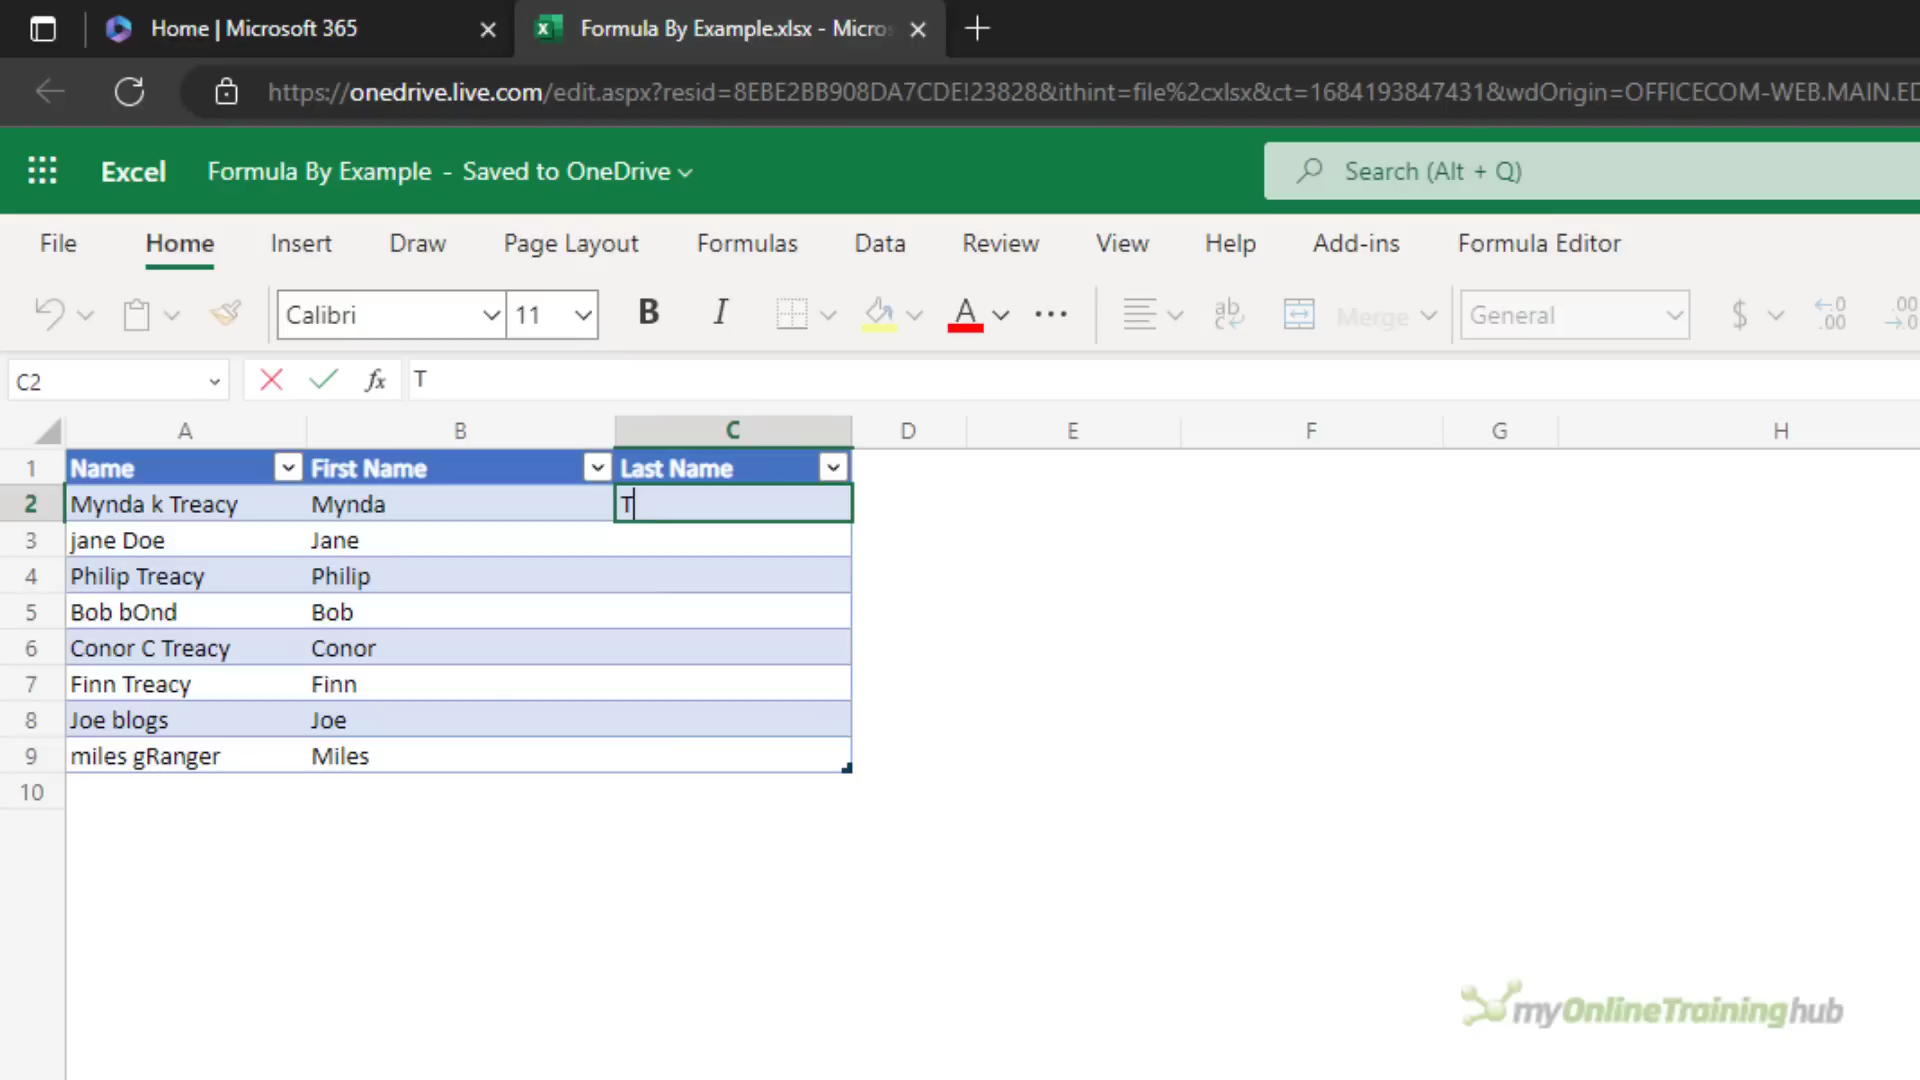 Home | Microsoft 365
Formula By Example.xlsx - Micros
https://onedrive.live.com/edit.aspx?resid=8EBE2BB908DA7CDE!23828&ithint=file%2cxlsx&ct=1684193847431&wdOrigin=OFFICECOM-WEB.MAIN.ED
Excel Formula By Example - Saved to OneDrive Search (Alt + Q)
File Home Insert Draw Page Layout Formulas Data Review View Help Add-ins Formula Editor
Calibri 11 B I A ab Merge General $ .00 .00
C2 fx T
A B C D E F G H
1 Name First Name Last Name
2 Mynda k Treacy Mynda T
3 jane Doe Jane
4 Philip Treacy Philip
5 Bob bOnd Bob
6 Conor C Treacy Conor
7 Finn Treacy Finn
8 Joe blogs Joe
9 miles gRanger Miles
10
myOnlineTraininghub